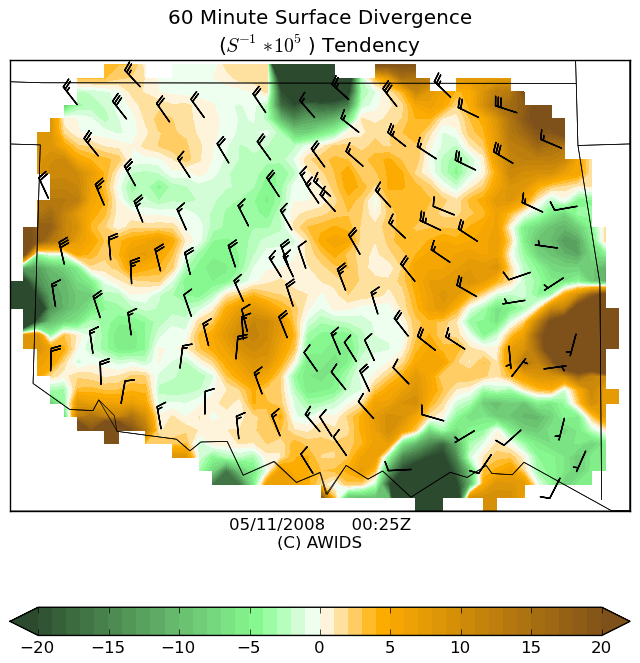 60 Minute Surface Divergence
($S^{-1} * 10^5$ ) Tendency
05/11/2008 00:25Z
(C) AWIDS
−20 −15 −10 −5 0 5 10 15 20